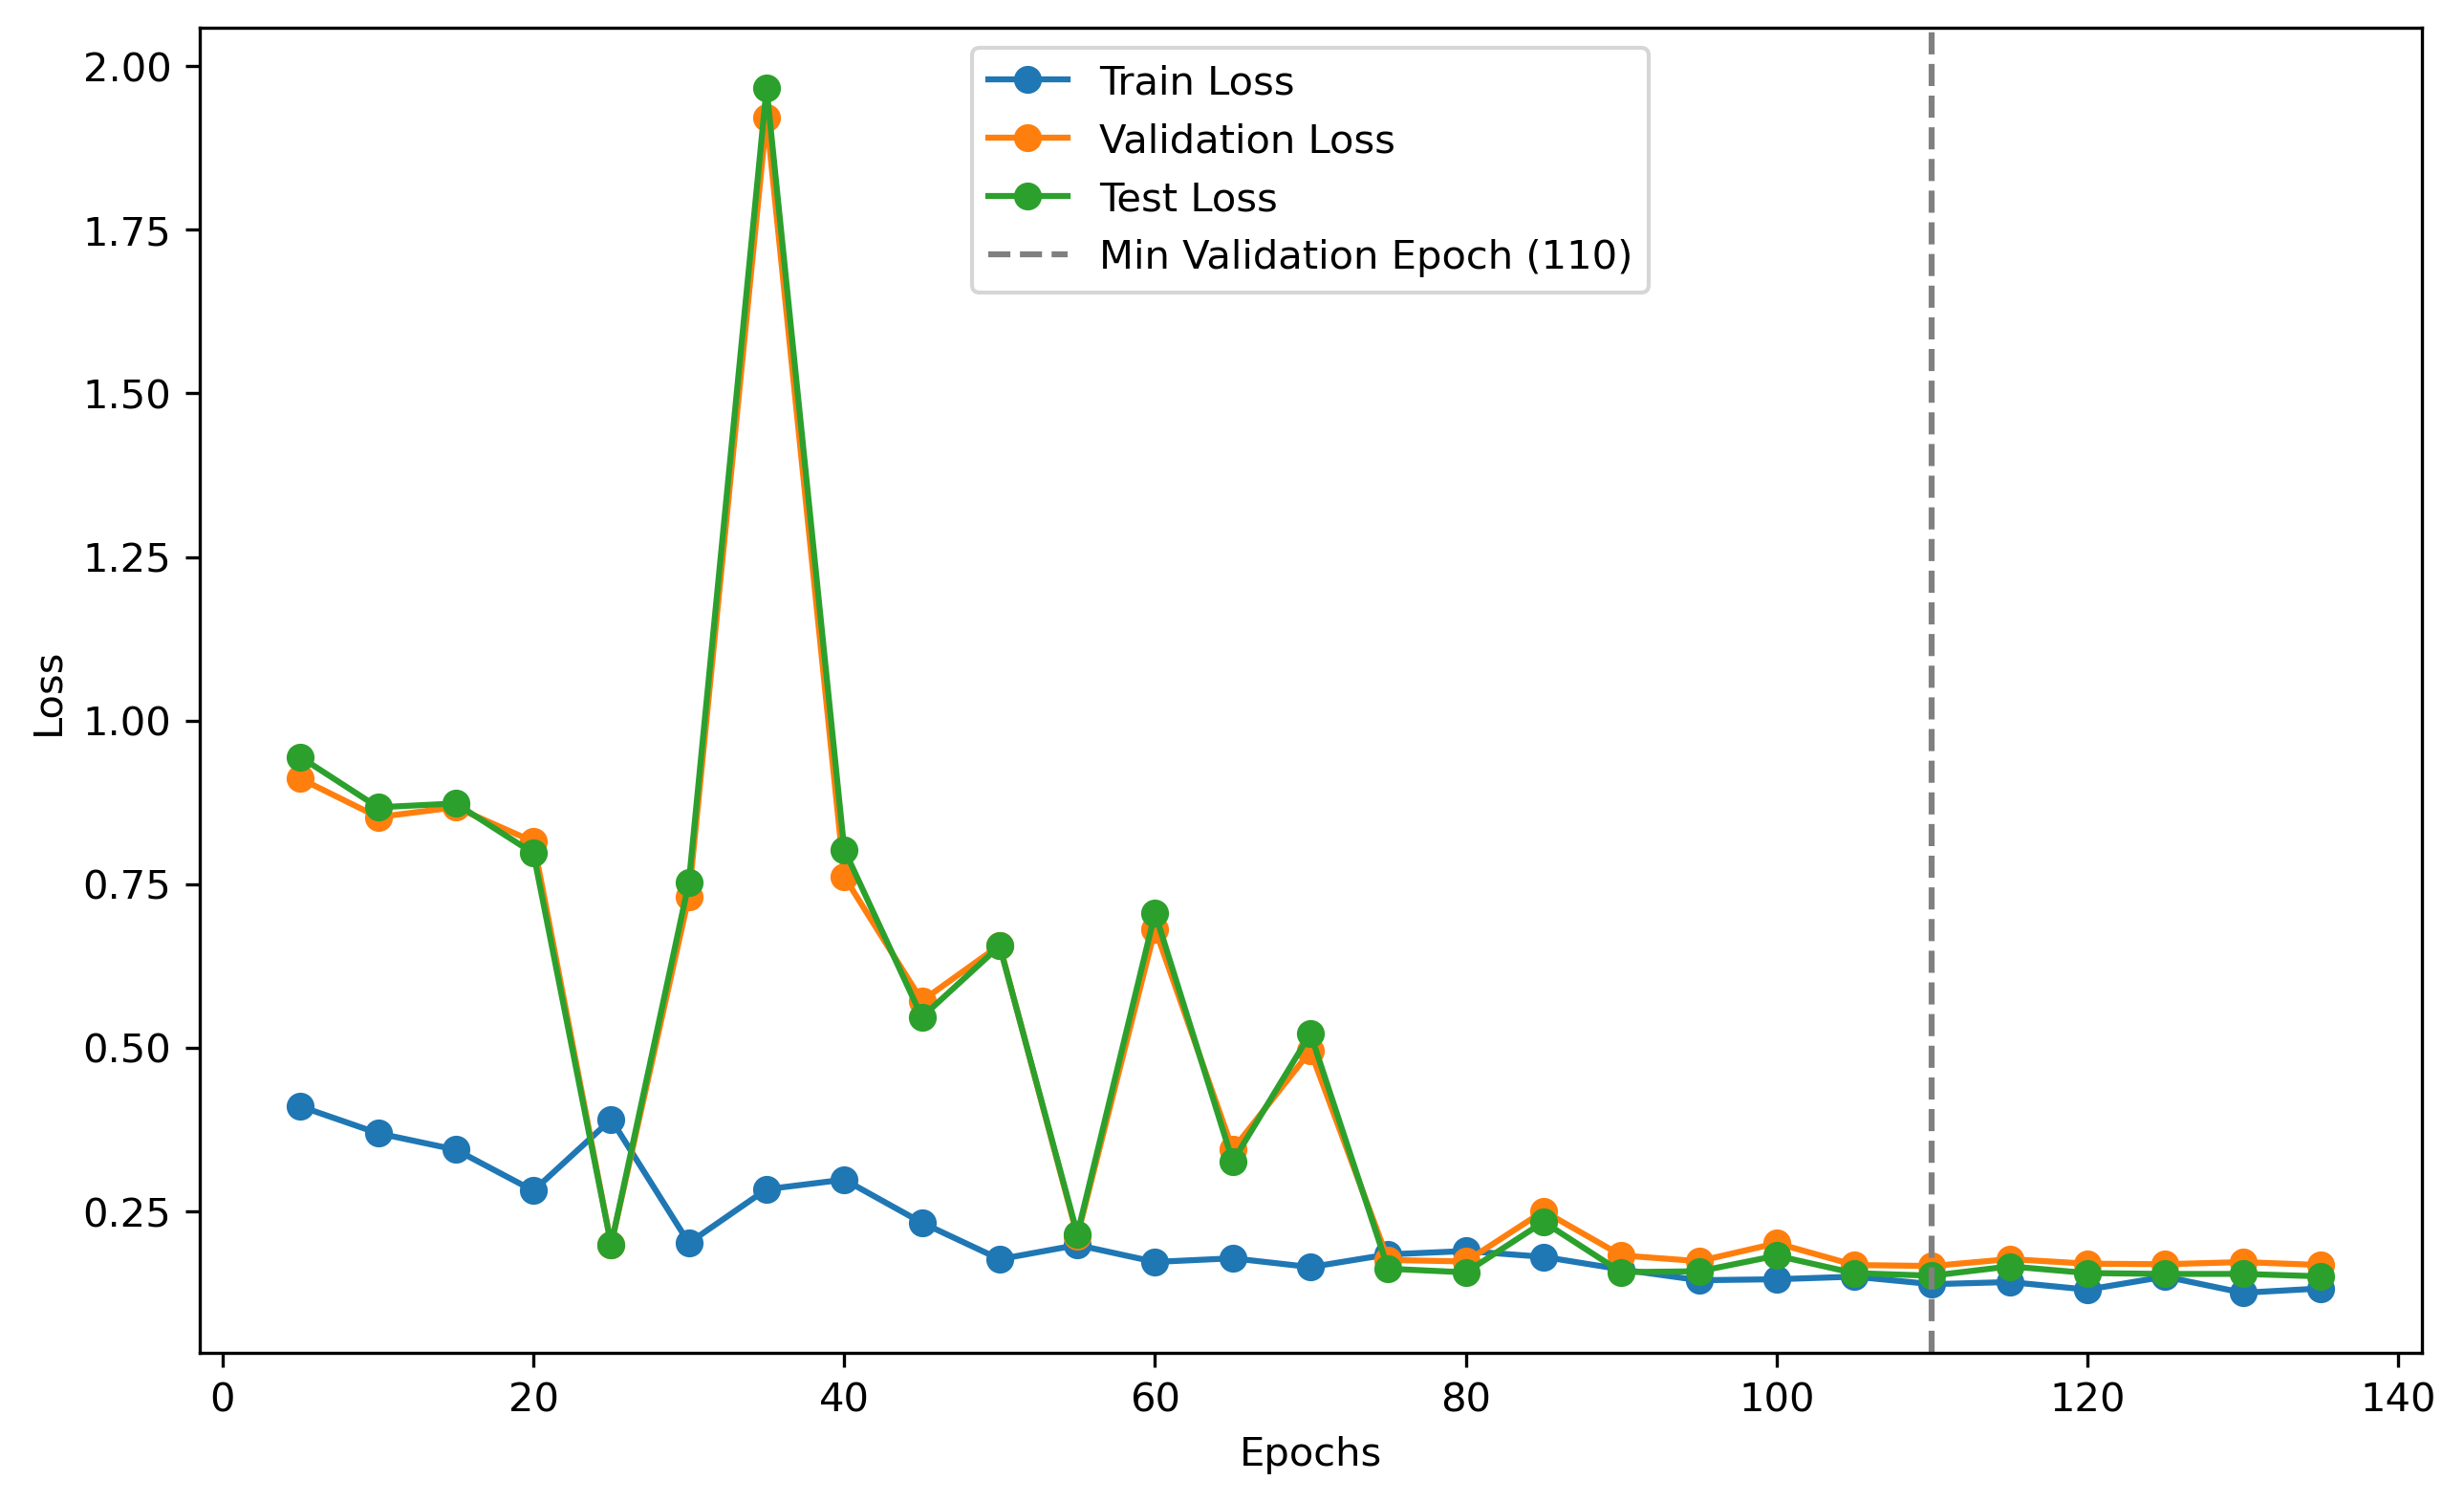 2.00
1.75
1.50
1.25
1.00
0.75
0.50
0.25
Loss
Train Loss
Validation Loss
Test Loss
Min Validation Epoch (110)
0 20 40 60 80 100 120 140
Epochs